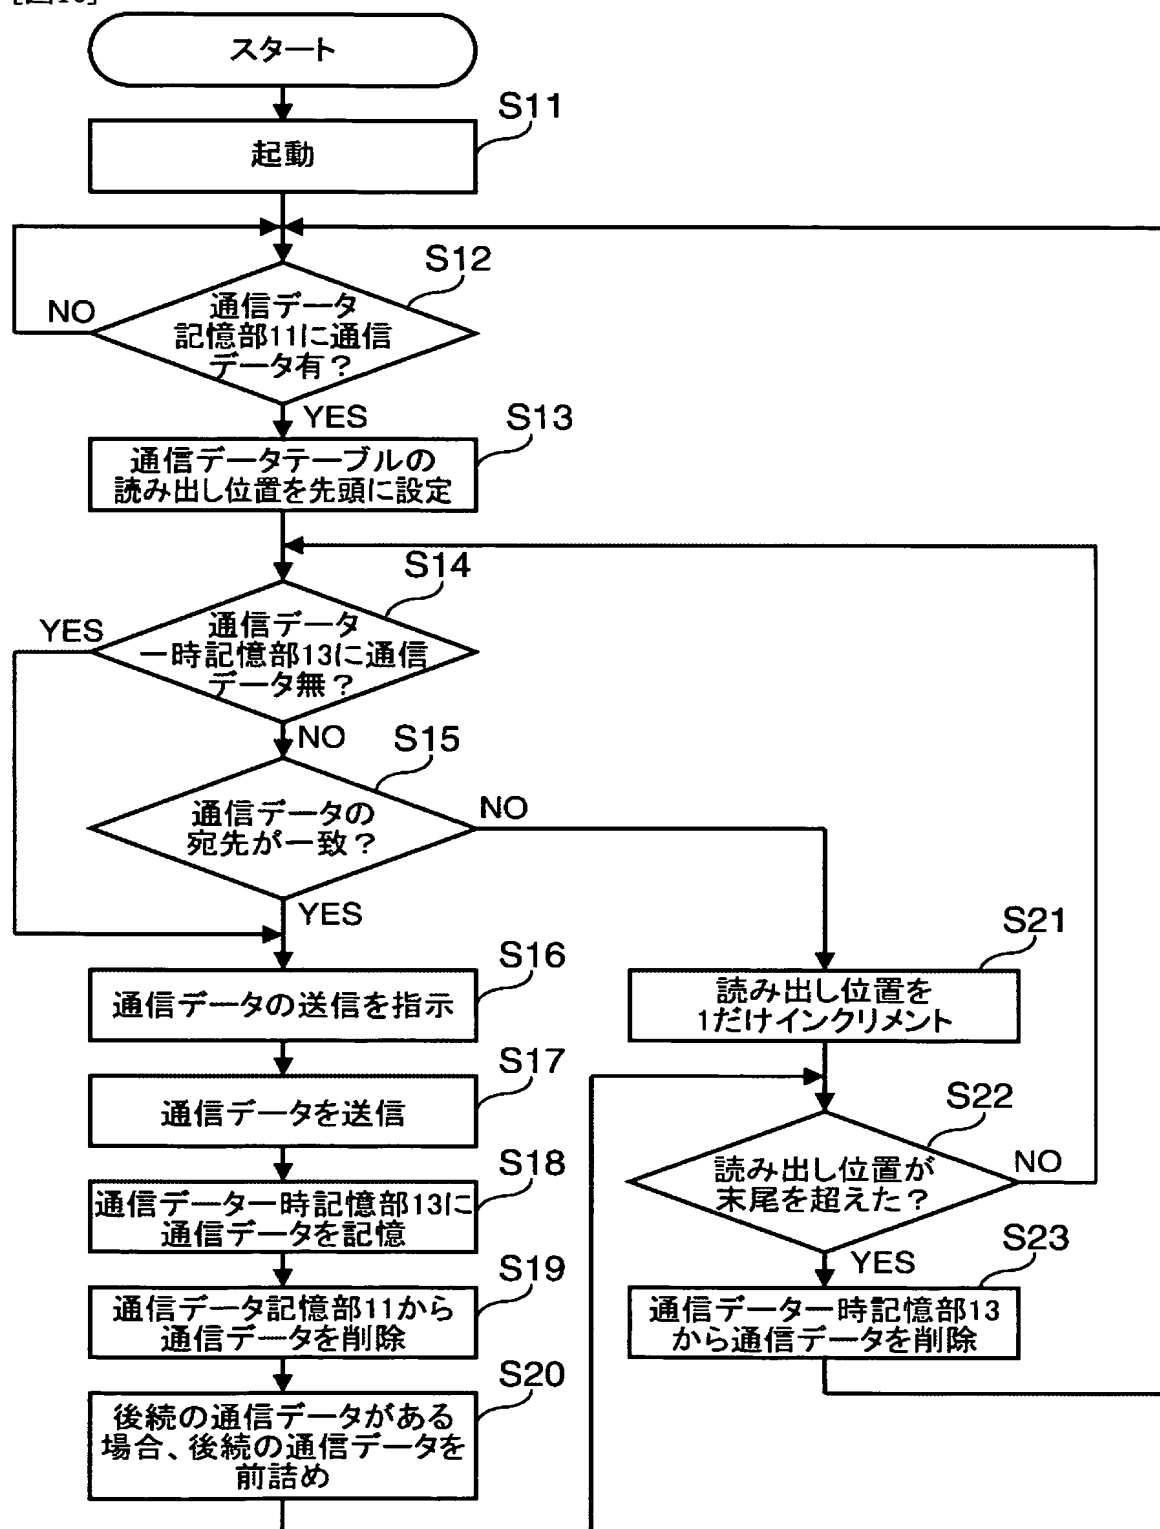 スタート
S11
起動
S12
通信データ
記憶部11に通信
データ有？
NO
YES
S13
通信データテーブルの
読み出し位置を先頭に設定
S14
通信データ
一時記憶部13に通信
データ無？
YES
NO
S15
通信データの
宛先が一致？
NO
YES
S16
通信データの送信を指示
S17
通信データを送信
S18
通信データ一時記憶部13に
通信データを記憶
S19
通信データ記憶部11から
通信データを削除
S20
後続の通信データがある
場合、後続の通信データを
前詰め
S21
読み出し位置を
1だけインクリメント
S22
読み出し位置が
末尾を超えた？
NO
YES
S23
通信データ一時記憶部13
から通信データを削除